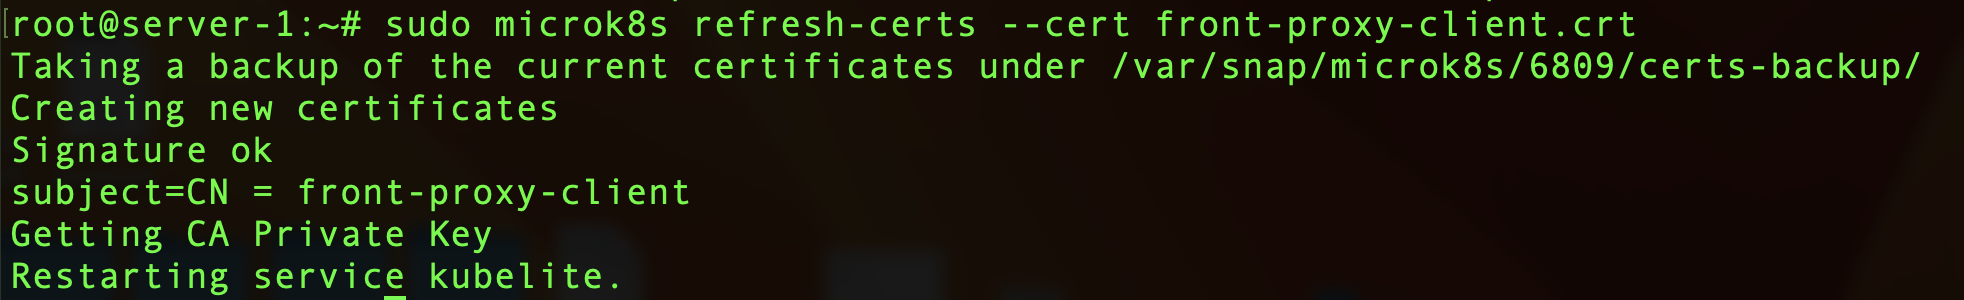 [root@server-1:~# sudo microk8s refresh-certs --cert front-proxy-client.crt
Taking a backup of the current certificates under /var/snap/microk8s/6809/certs-backup/
Creating new certificates
Signature ok
subject=CN = front-proxy-client
Getting CA Private Key
Restarting service kubelite.